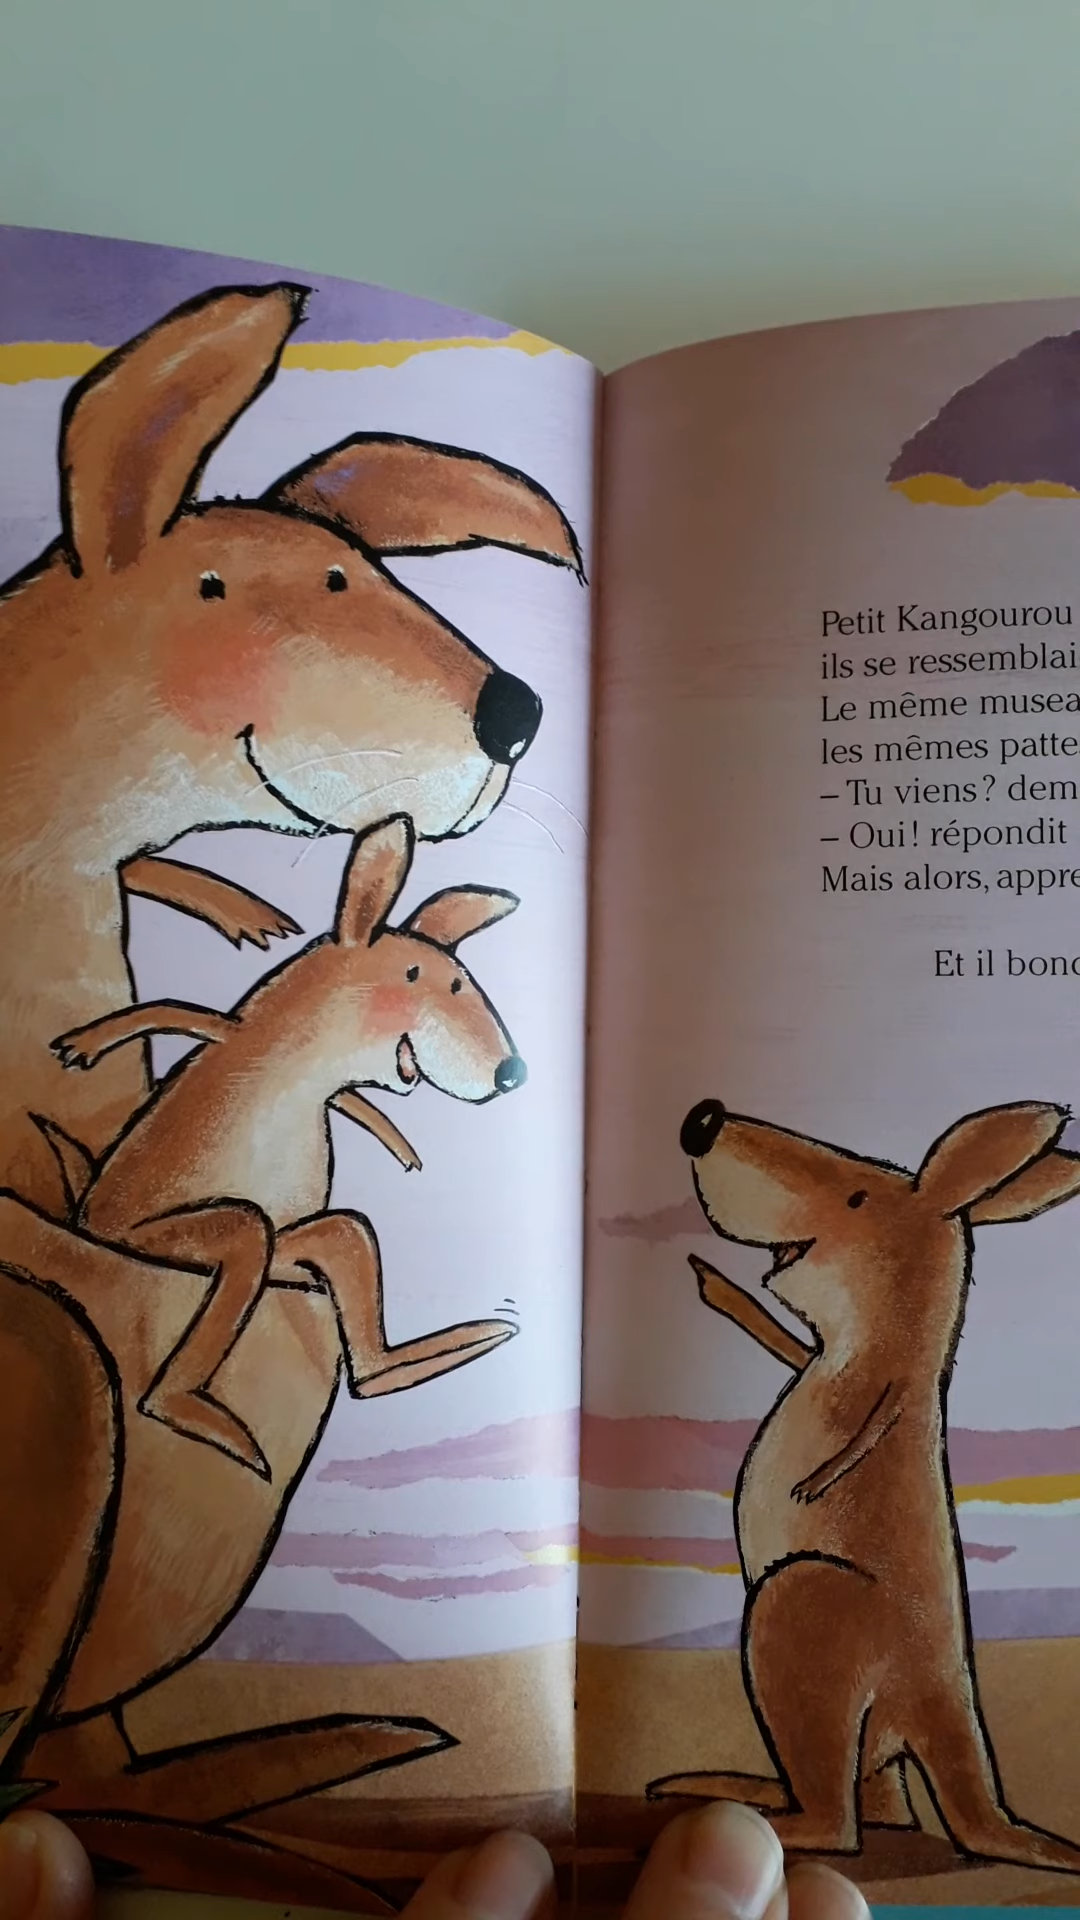 Petit Kangourou
ils se ressemblai
Le même musea
les mêmes patte
– Tu viens? dem
– Oui! répondit
Mais alors, appre
Et il bond